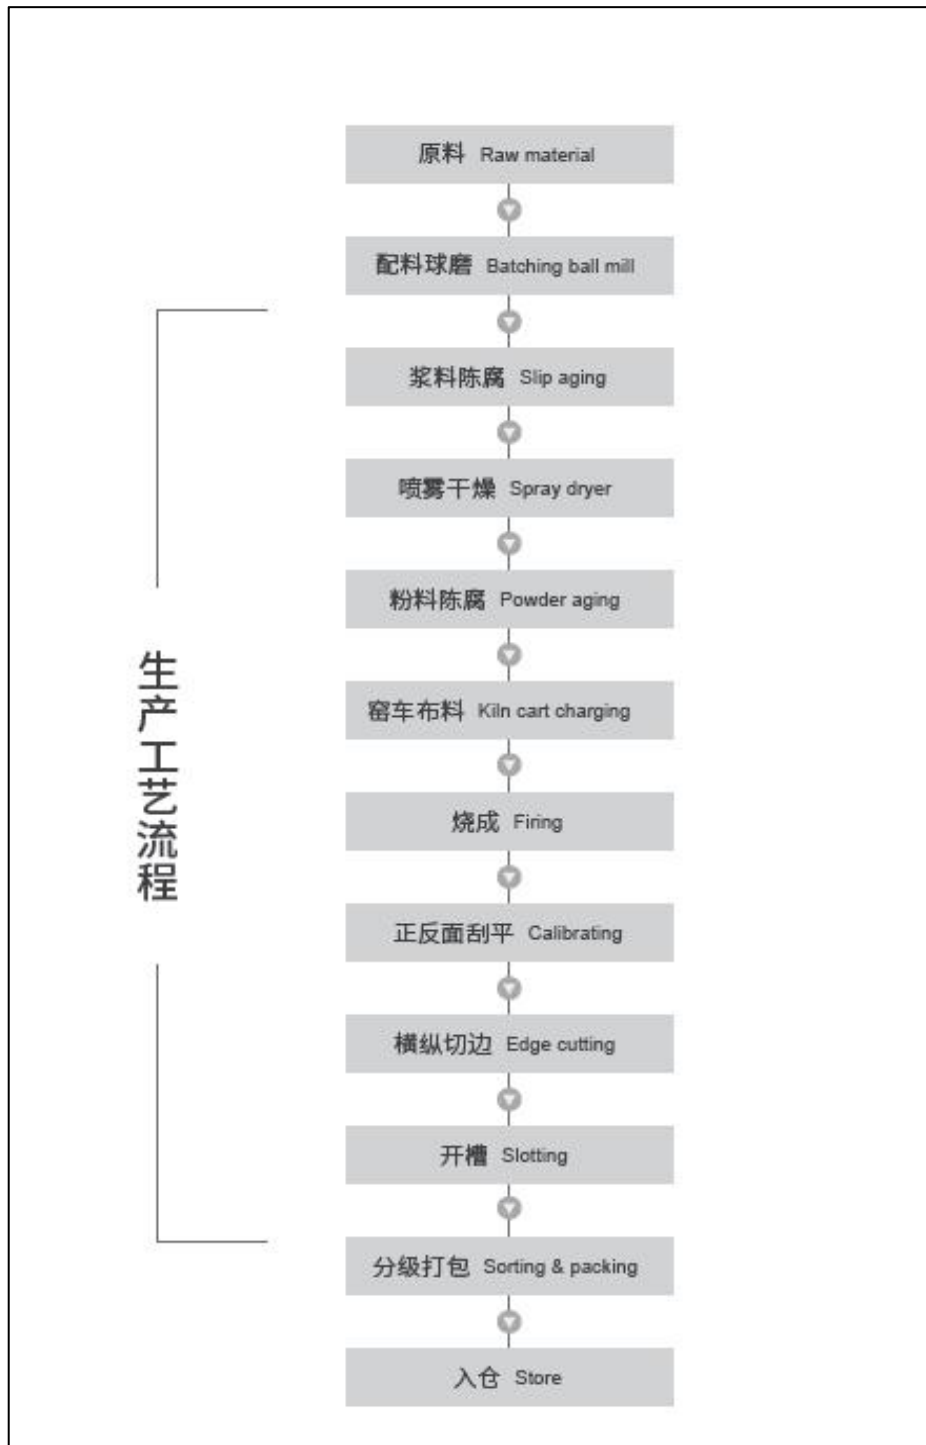 原料 Raw material
配料球磨 Batching ball mill
浆料陈腐 Slip aging
喷雾干燥 Spray dryer
粉料陈腐 Powder aging
窑车布料 Kiln cart charging
烧成 Firing
正反面刮平 Calibrating
横纵切边 Edge cutting
开槽 Slotting
分级打包 Sorting & packing
入仓 Store
生产工艺流程